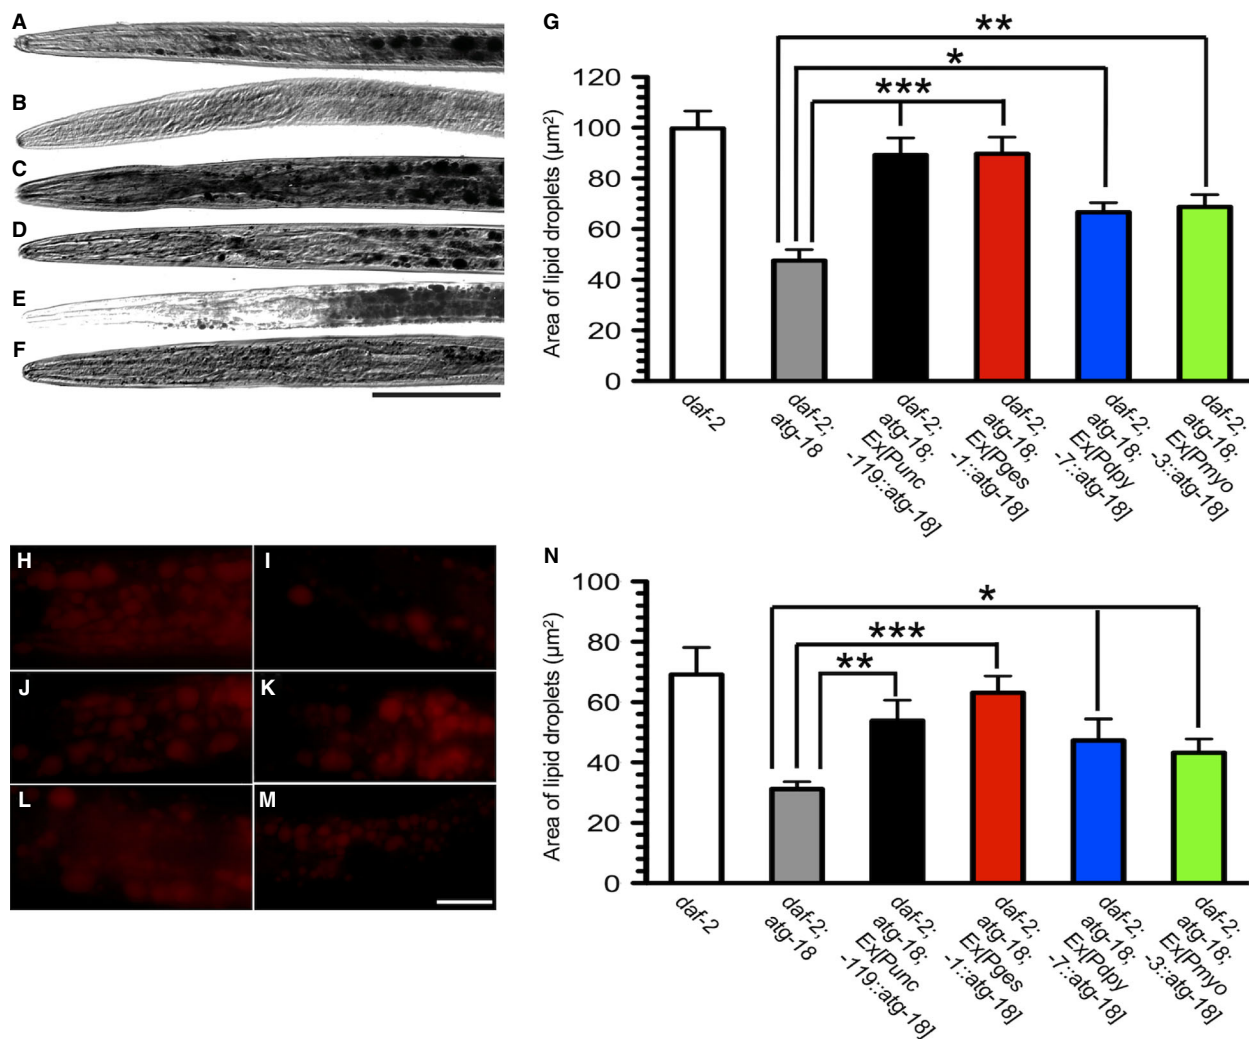 A
B
C
D
E
F
G
**
*
***
120
100
80
60
40
20
0
Area of lipid droplets (µm²)
daf-2
daf-2;
atg-18
daf-2;
atg-18;
Ex[Punc
-119::atg-18]
daf-2;
atg-18;
Ex[Pges
-1::atg-18]
daf-2;
atg-18;
Ex[Pdpy
-7::atg-18]
daf-2;
atg-18;
Ex[Pmyo
-3::atg-18]
H
I
J
K
L
M
N
*
***
**
100
80
60
40
20
0
Area of lipid droplets (µm²)
daf-2
daf-2;
atg-18
daf-2;
atg-18;
Ex[Punc
-119::atg-18]
daf-2;
atg-18;
Ex[Pges
-1::atg-18]
daf-2;
atg-18;
Ex[Pdpy
-7::atg-18]
daf-2;
atg-18;
Ex[Pmyo
-3::atg-18]